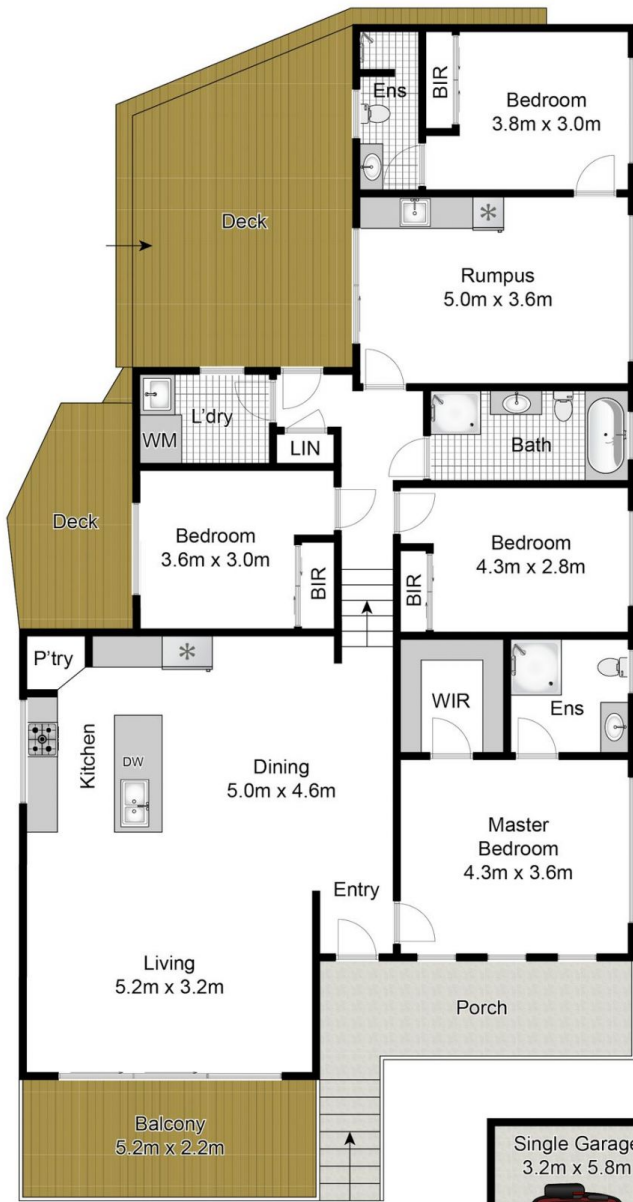 Ens
BIR
Bedroom
3.8m x 3.0m
Deck
Rumpus
5.0m x 3.6m
L'dry
WM
LIN
Bath
Deck
Bedroom
3.6m x 3.0m
BIR
BIR
Bedroom
4.3m x 2.8m
P'try
WIR
Ens
Kitchen
DW
Dining
5.0m x 4.6m
Master
Bedroom
4.3m x 3.6m
Entry
Living
5.2m x 3.2m
Porch
Balcony
5.2m x 2.2m
Single Garage
3.2m x 5.8m